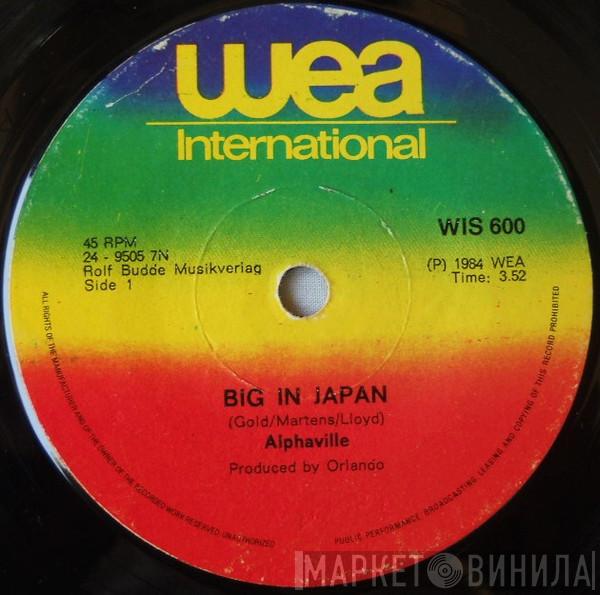 wea
International
45 RPM
24 - 9505 7N
Rolf Budde Musikverlag
Side 1
WIS 600
(P) 1984 WEA
Time: 3.52
BIG IN JAPAN
(Gold/Martens/Lloyd)
Alphaville
Produced by Orlando
ALL RIGHTS OF THE MANUFACTURER AND OF THE OWNER OF THE RECORDED WORK RESERVED. UNAUTHORIZED
PUBLIC PERFORMANCE, BROADCASTING, LEASING AND COPYING OF THIS RECORD PROHIBITED
МАРКЕТ ВИНИЛА